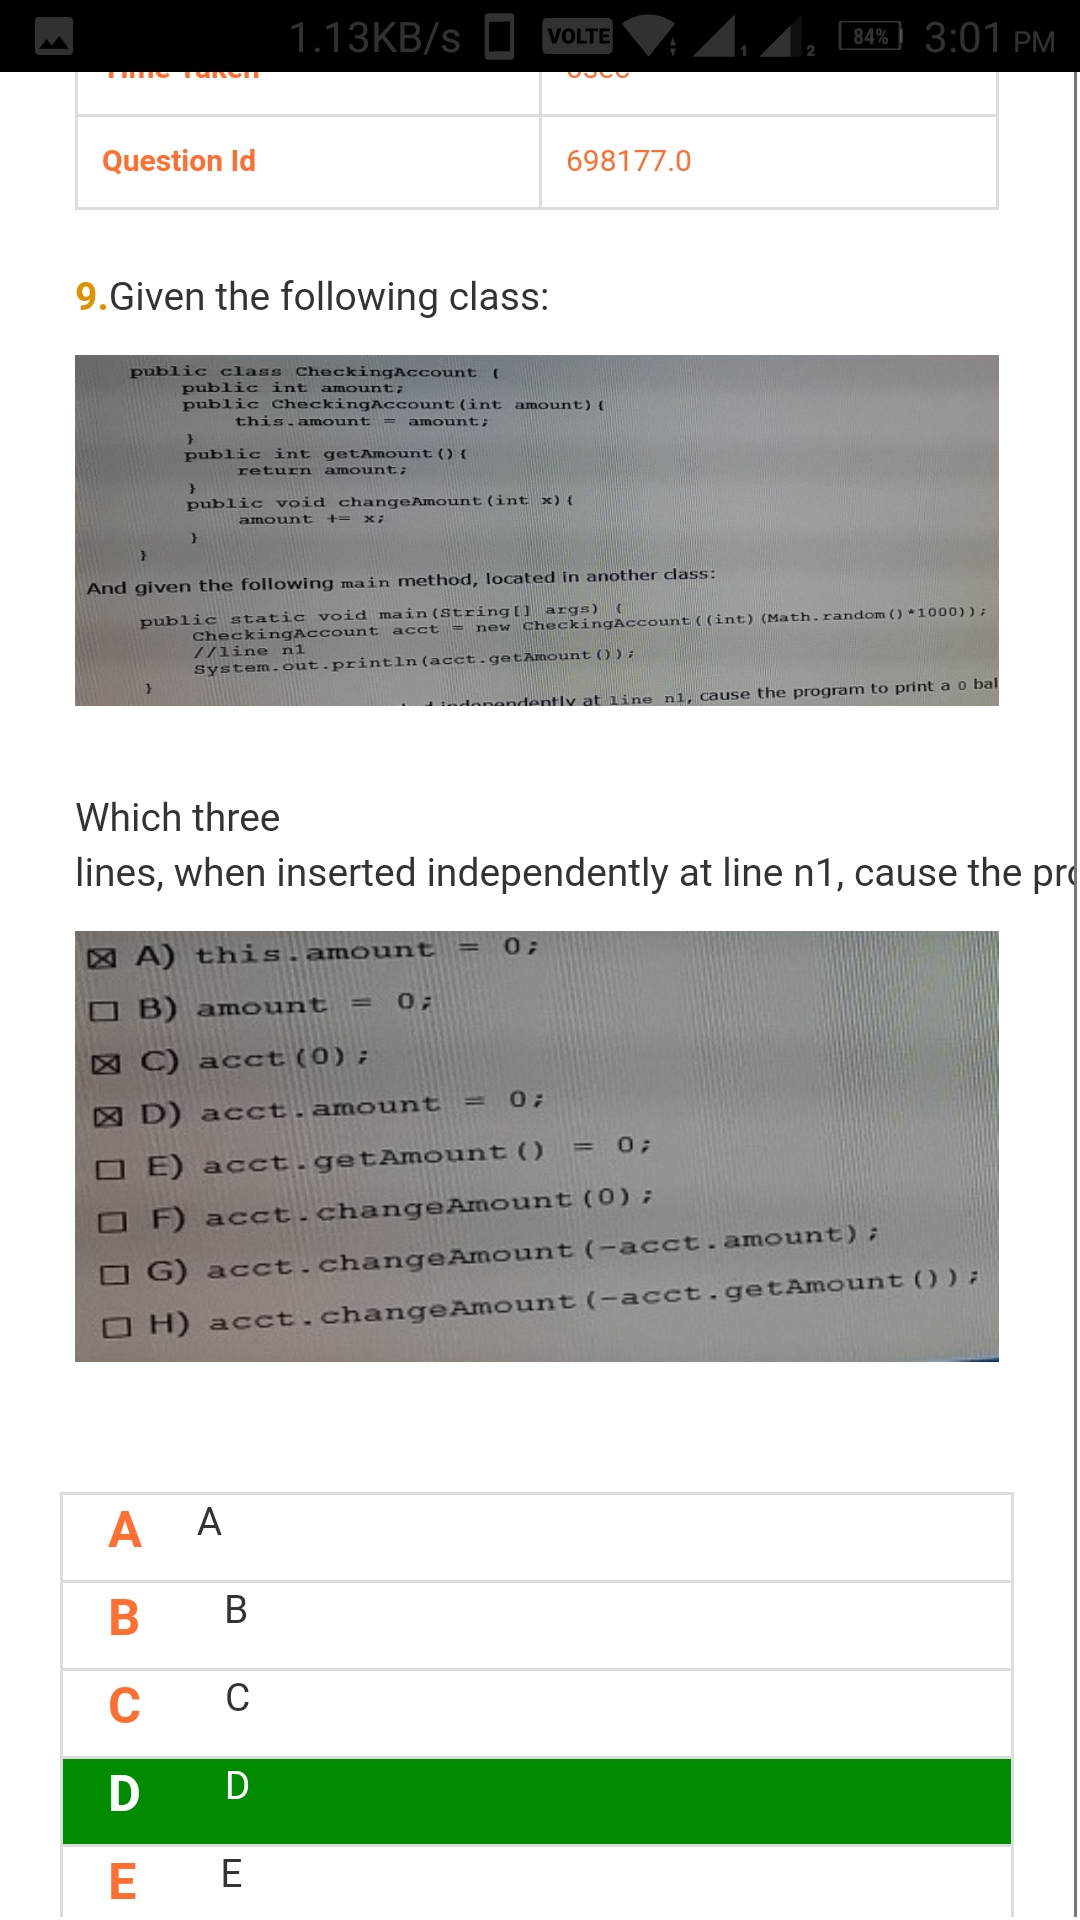 1.13KB/s VOLTE 1 2 84% 3:01 PM
Time Taken
Question Id 698177.0
9.Given the following class:
public class CheckingAccount {
public int amount;
public CheckingAccount(int amount){
this.amount = amount;
}
public int getAmount(){
return amount;
}
public void changeAmount(int x){
amount += x;
}
}
And given the following main method, located in another class:
public static void main(String[] args) {
CheckingAccount acct = new CheckingAccount((int)(Math.random()*1000));
//line n1
System.out.println(acct.getAmount());
}
independently at line n1, cause the program to print a 0 bal
Which three
lines, when inserted independently at line n1, cause the pro
A) this.amount = 0;
B) amount = 0;
C) acct(0);
D) acct.amount = 0;
E) acct.getAmount() = 0;
F) acct.changeAmount(0);
G) acct.changeAmount(-acct.amount);
H) acct.changeAmount(-acct.getAmount());
A A
B B
C C
D D
E E